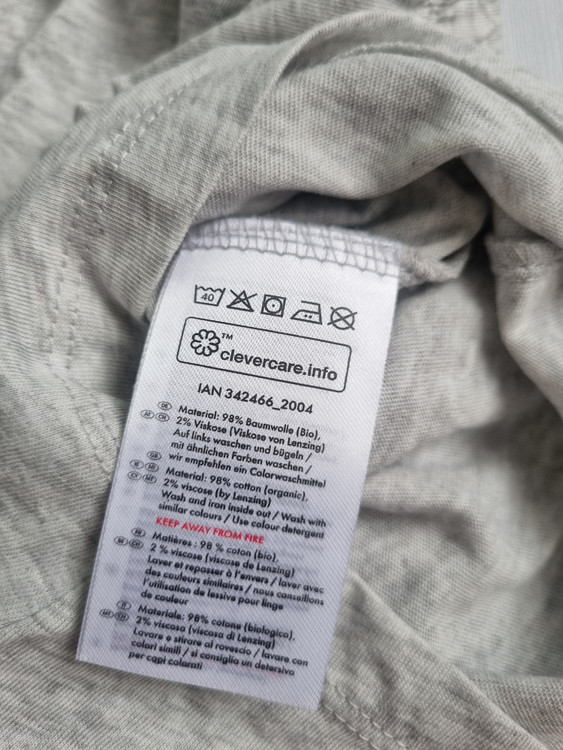 40
™
clevercare.info
IAN 342466_2004
DE AT CH Material: 98% Baumwolle (Bio),
2% Viskose (Viskose von Lenzing)
Auf links waschen und bügeln /
mit ähnlichen Farben waschen /
wir empfehlen ein Colorwaschmittel
GB IE Material: 98% cotton (organic),
2% viscose (by Lenzing)
Wash and iron inside out / Wash with
similar colours / Use colour detergent
KEEP AWAY FROM FIRE
FR BE CH Matières : 98 % coton (bio),
2 % viscose (viscose de Lenzing)
Laver et repasser à l'envers / laver avec
des couleurs similaires / nous conseillons
l'utilisation de lessive pour linge
de couleur
IT CH Materiale: 98% cotone (biologico),
2% viscosa (viscosa di Lenzing)
Lavare e stirare al rovescio / lavare con
colori simili / si consiglia un detersivo
per capi colorati